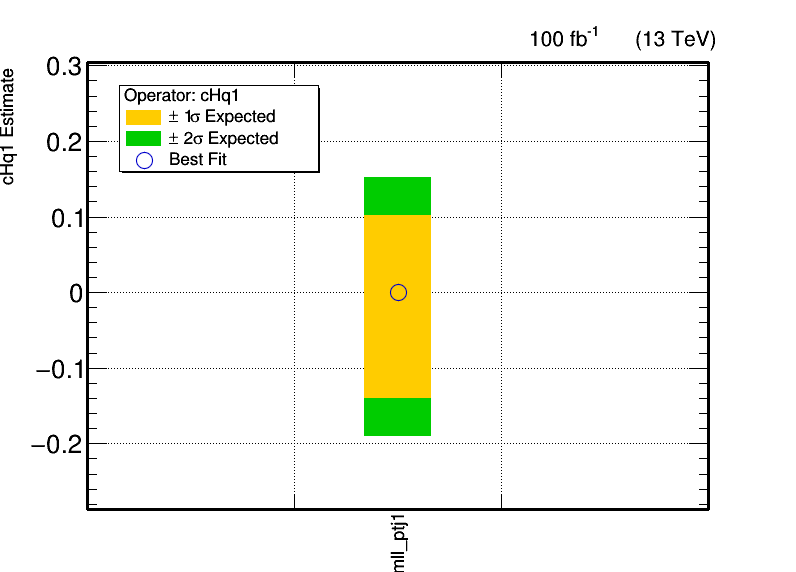 100 fb-1 (13 TeV)
cHq1 Estimate
0.3
0.2
0.1
0
−0.1
−0.2
Operator: cHq1
± 1σ Expected
± 2σ Expected
Best Fit
mll_ptj1